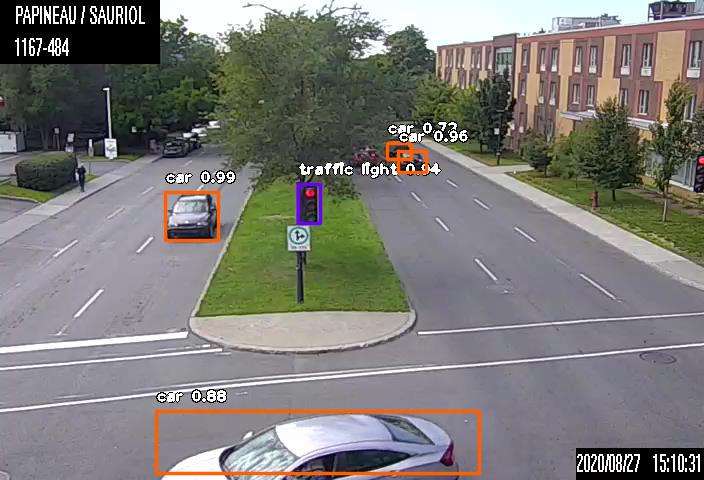 PAPINEAU / SAURIOL
1167-484
car 0.73
car 0.96
traffic light 0.94
car 0.99
car 0.88
2020/08/27 15:10:31